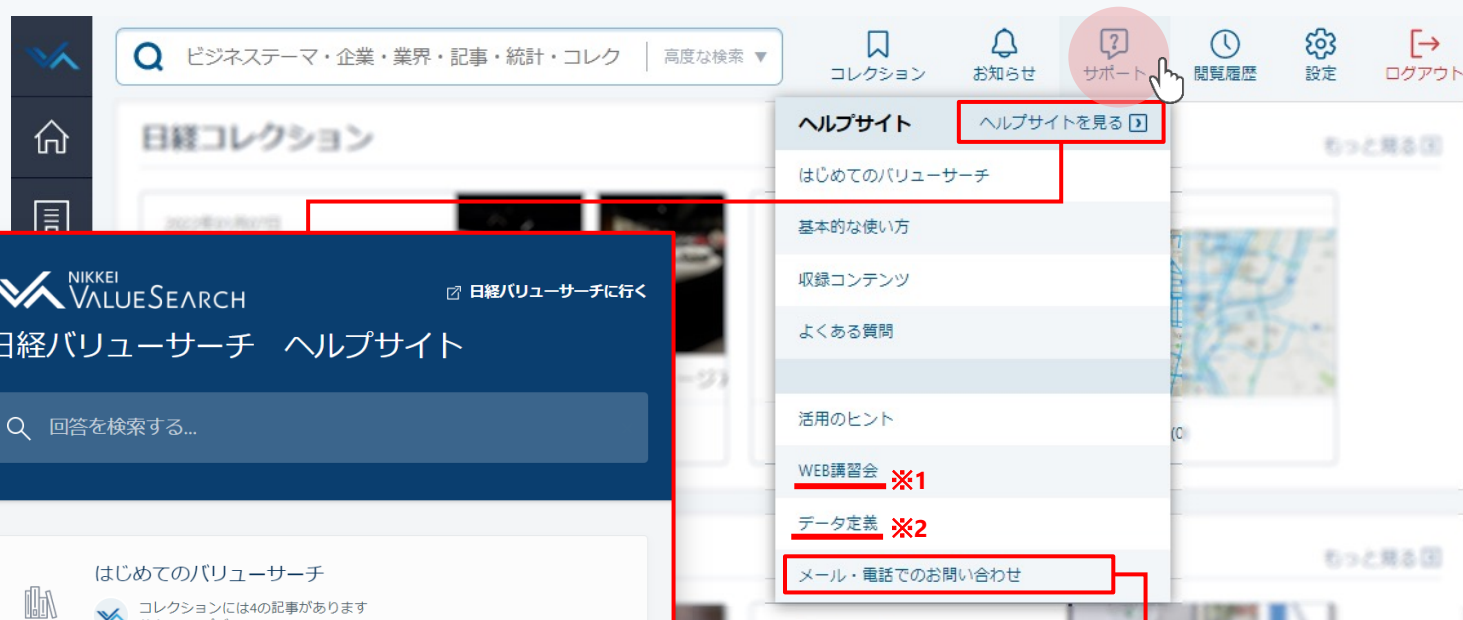 ビジネステーマ・企業・業界・記事・統計・コレク
高度な検索 ▼
コレクション
お知らせ
サポート
閲覧履歴
設定
ログアウト
日経コレクション
もっと見る
ヘルプサイト
ヘルプサイトを見る
はじめてのバリューサーチ
基本的な使い方
収録コンテンツ
よくある質問
活用のヒント
WEB講習会 ※1
データ定義 ※2
メール・電話でのお問い合わせ
NIKKEI
VALUESEARCH
日経バリューサーチに行く
日経バリューサーチ ヘルプサイト
回答を検索する...
はじめてのバリューサーチ
コレクションには4の記事があります
もっと見る